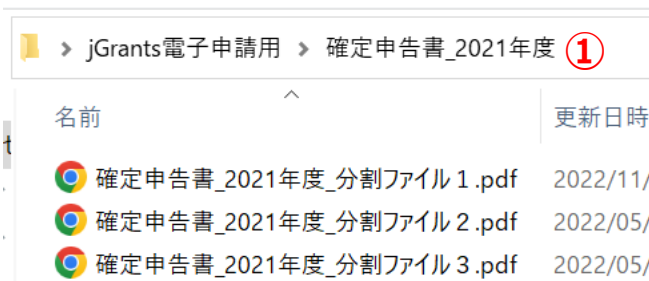 jGrants電子申請用 > 確定申告書_2021年度 ①
名前 更新日時
確定申告書_2021年度_分割ファイル１.pdf 2022/11/
確定申告書_2021年度_分割ファイル２.pdf 2022/05/
確定申告書_2021年度_分割ファイル３.pdf 2022/05/